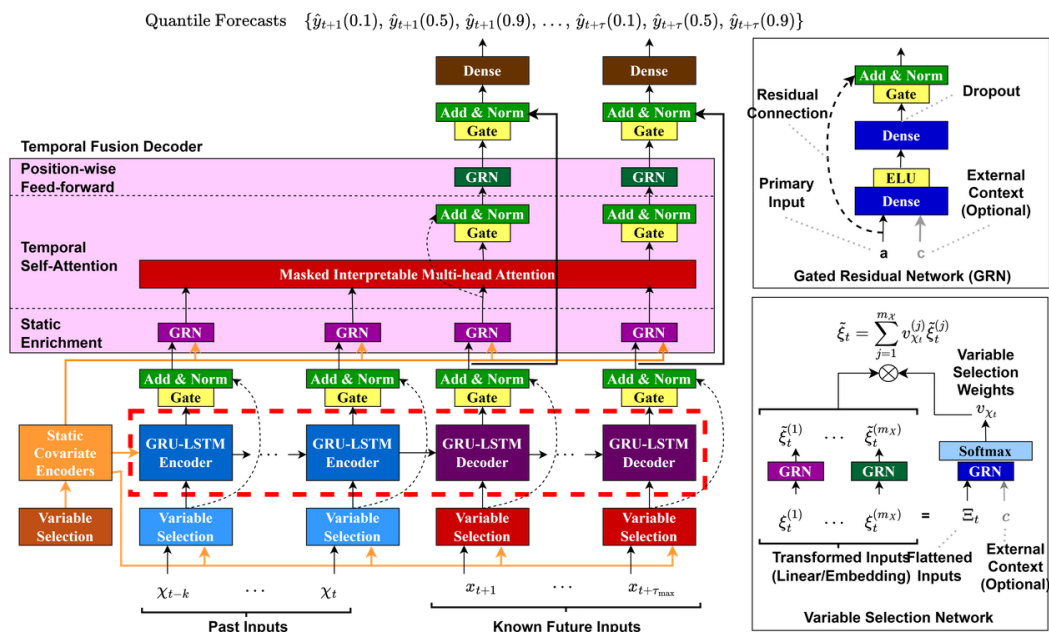 Quantile Forecasts {ŷ_{t+1}(0.1), ŷ_{t+1}(0.5), ŷ_{t+1}(0.9), ..., ŷ_{t+τ}(0.1), ŷ_{t+τ}(0.5), ŷ_{t+τ}(0.9)}
Dense
Dense
Add & Norm
Gate
Add & Norm
Gate
Temporal Fusion Decoder
Position-wise
Feed-forward
GRN
GRN
Add & Norm
Gate
Add & Norm
Gate
Temporal
Self-Attention
Masked Interpretable Multi-head Attention
Static
Enrichment
GRN
GRN
GRN
GRN
Add & Norm
Gate
Add & Norm
Gate
Add & Norm
Gate
Add & Norm
Gate
Static
Covariate
Encoders
GRU-LSTM
Encoder
...
GRU-LSTM
Encoder
GRU-LSTM
Decoder
...
GRU-LSTM
Decoder
Variable
Selection
Variable
Selection
Variable
Selection
Variable
Selection
Variable
Selection
χ_{t−k} ... χ_t x_{t+1} ... x_{t+τ_max}
Past Inputs
Known Future Inputs
Add & Norm
Gate
Residual
Connection
Dropout
Dense
ELU
Dense
Primary
Input
External
Context
(Optional)
a
c
Gated Residual Network (GRN)
ξ̃_t = ∑_{j=1}^{m_χ} v_{χ_t}^{(j)} ξ̃_t^{(j)}
Variable
Selection
Weights
v_{χ_t}
ξ̃_t^{(1)} ... ξ̃_t^{(m_χ)}
Softmax
GRN
GRN
GRN
ξ_t^{(1)} ... ξ_t^{(m_χ)} = Ξ_t c
Transformed Inputs
(Linear/Embedding)
Flattened
Inputs
External
Context
(Optional)
Variable Selection Network